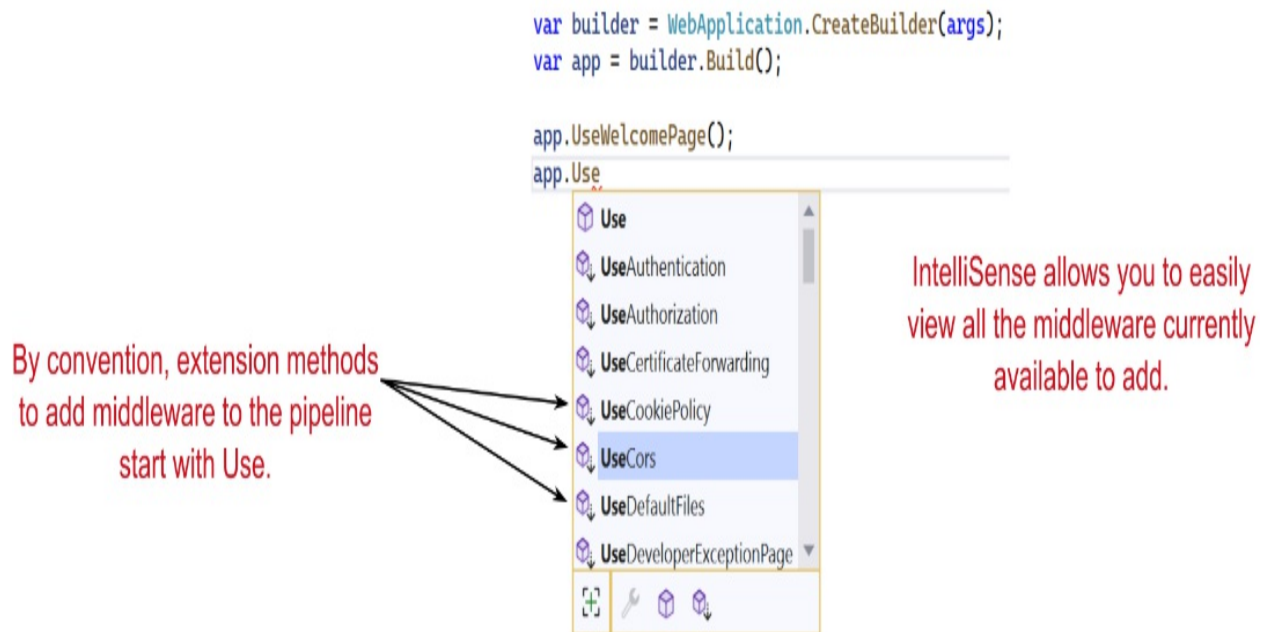 var builder = WebApplication.CreateBuilder(args);
var app = builder.Build();
app.UseWelcomePage();
app.Use
Use
UseAuthentication
UseAuthorization
UseCertificateForwarding
UseCookiePolicy
UseCors
UseDefaultFiles
UseDeveloperExceptionPage
By convention, extension methods
to add middleware to the pipeline
start with Use.
IntelliSense allows you to easily
view all the middleware currently
available to add.